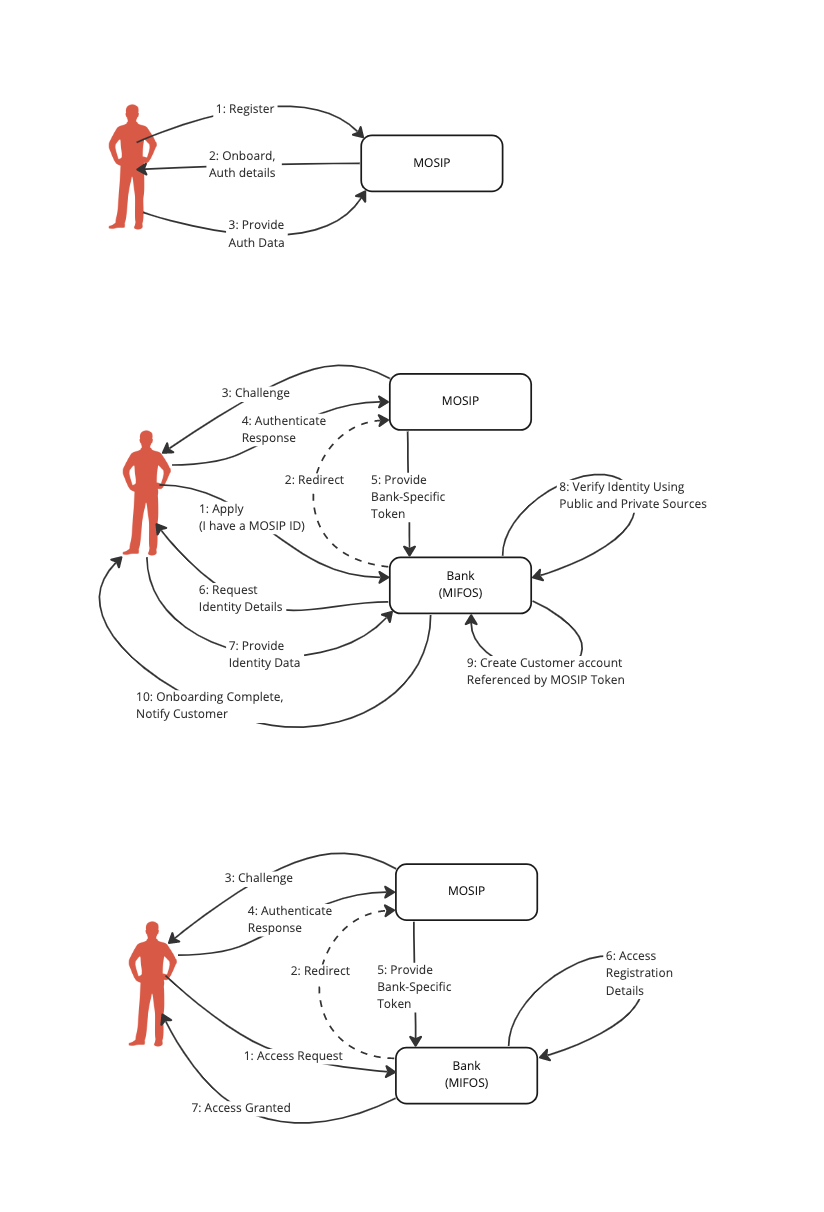 1: Register
MOSIP
2: Onboard,
Auth details
3: Provide
Auth Data
3: Challenge
MOSIP
4: Authenticate
Response
2: Redirect
5: Provide
Bank-Specific
Token
8: Verify Identity Using
Public and Private Sources
1: Apply
(I have a MOSIP ID)
Bank
(MIFOS)
6: Request
Identity Details
7: Provide
Identity Data
9: Create Customer account
Referenced by MOSIP Token
10: Onboarding Complete,
Notify Customer
3: Challenge
MOSIP
4: Authenticate
Response
2: Redirect
5: Provide
Bank-Specific
Token
6: Access
Registration
Details
1: Access Request
Bank
(MIFOS)
7: Access Granted